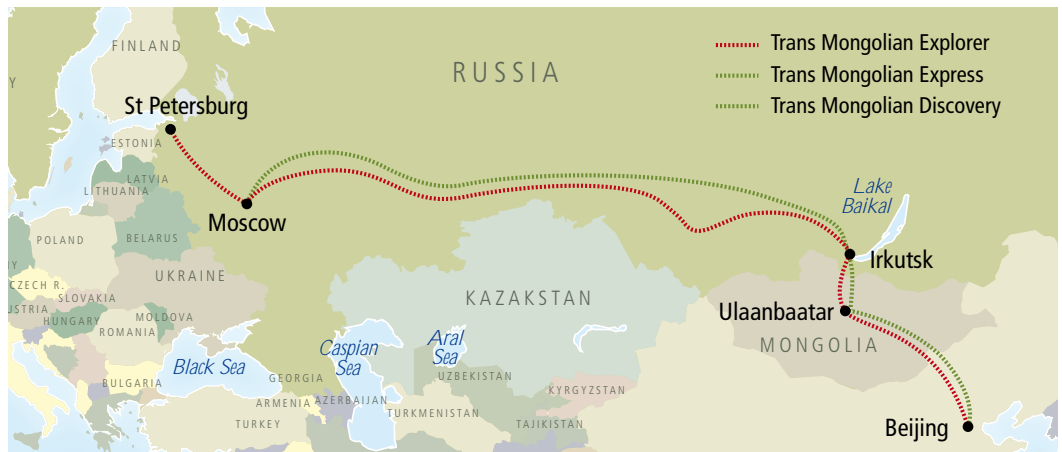 FINLAND
RUSSIA
Trans Mongolian Explorer
Trans Mongolian Express
Trans Mongolian Discovery
Y
St Petersburg
ESTONIA
LATVIA
LITHUANIA
Moscow
Lake
Baikal
POLAND
BELARUS
Irkutsk
Y
CZECH R.
UKRAINE
SLOVAKIA
KAZAKSTAN
USTRIA
HUNGARY
MOLDOVA
ROMANIA
Ulaanbaatar
MONGOLIA
Black Sea
Caspian
Sea
Aral
Sea
BULGARIA
GEORGIA
UZBEKISTAN
KYRGYZSTAN
ARMENIA
AZERBAIJAN
TURKMENISTAN
TURKEY
TAJIKISTAN
Beijing